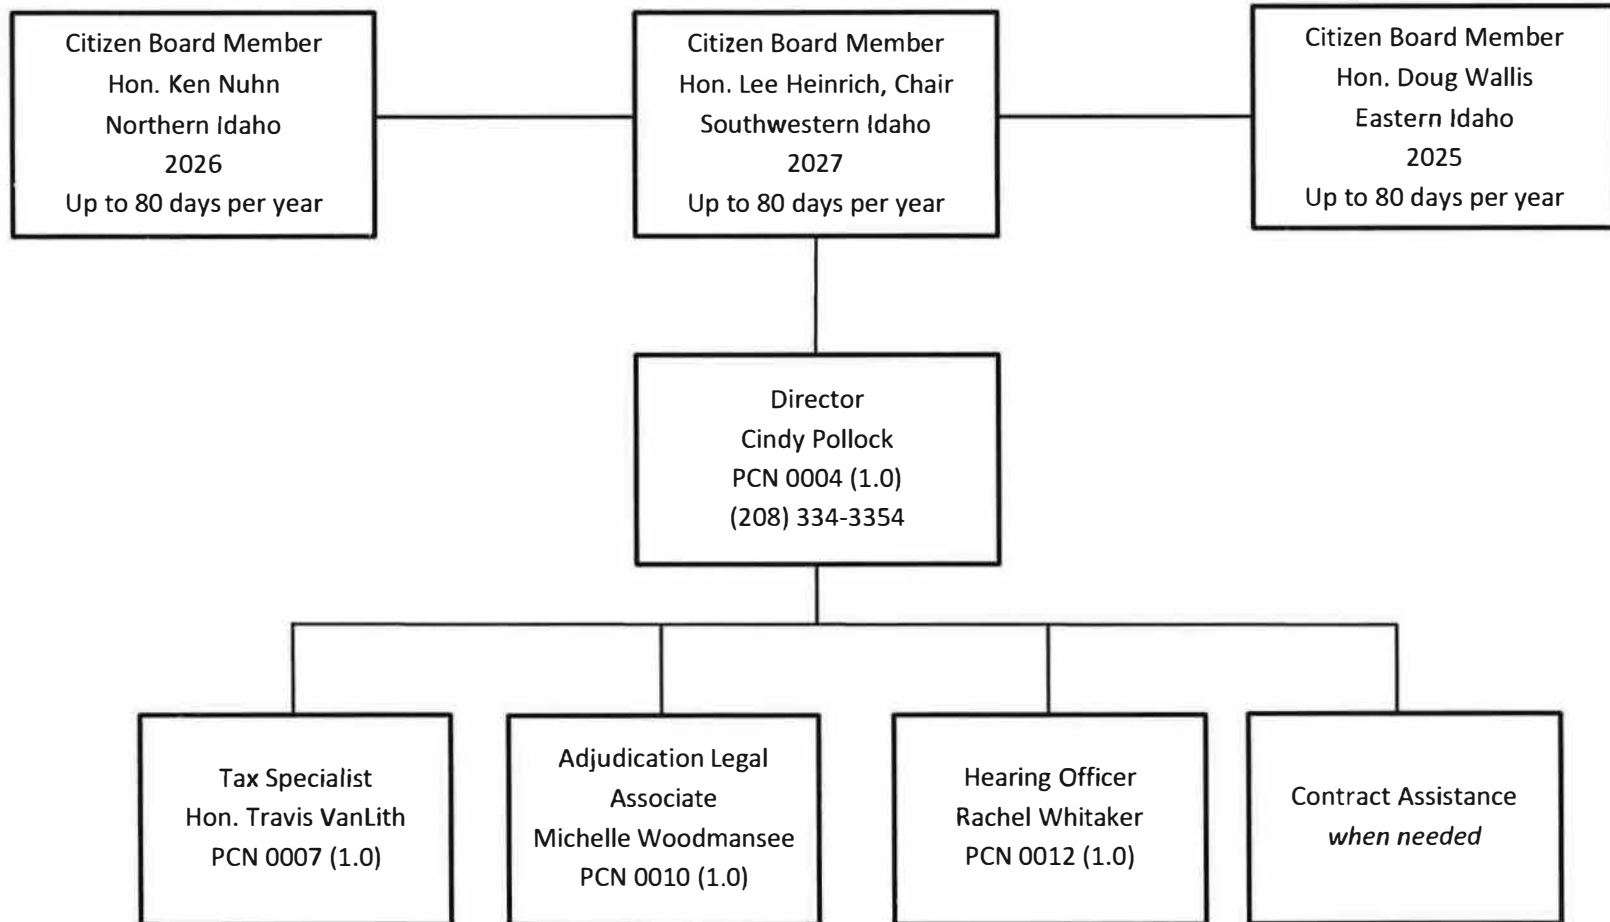 Citizen Board Member
Hon. Ken Nuhn
Northern Idaho
2026
Up to 80 days per year
Citizen Board Member
Hon. Lee Heinrich, Chair
Southwestern Idaho
2027
Up to 80 days per year
Citizen Board Member
Hon. Doug Wallis
Eastern Idaho
2025
Up to 80 days per year
Director
Cindy Pollock
PCN 0004 (1.0)
(208) 334-3354
Tax Specialist
Hon. Travis VanLith
PCN 0007 (1.0)
Adjudication Legal
Associate
Michelle Woodmansee
PCN 0010 (1.0)
Hearing Officer
Rachel Whitaker
PCN 0012 (1.0)
Contract Assistance
when needed